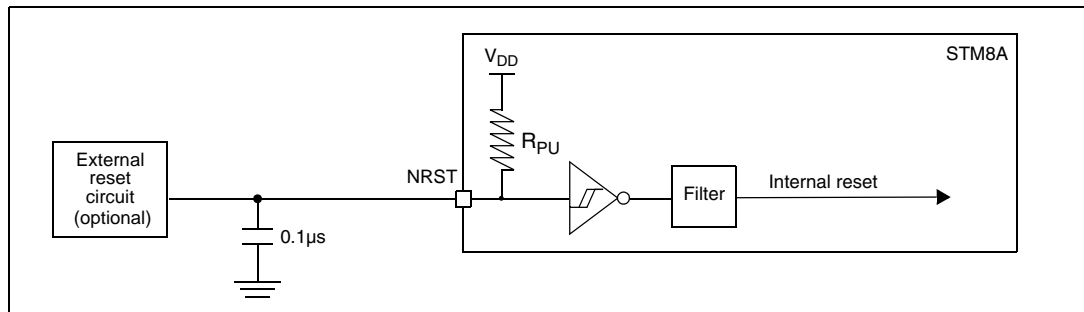 STM8A
VDD
RPU
External
reset
circuit
(optional)
NRST
Filter
Internal reset
0.1µs